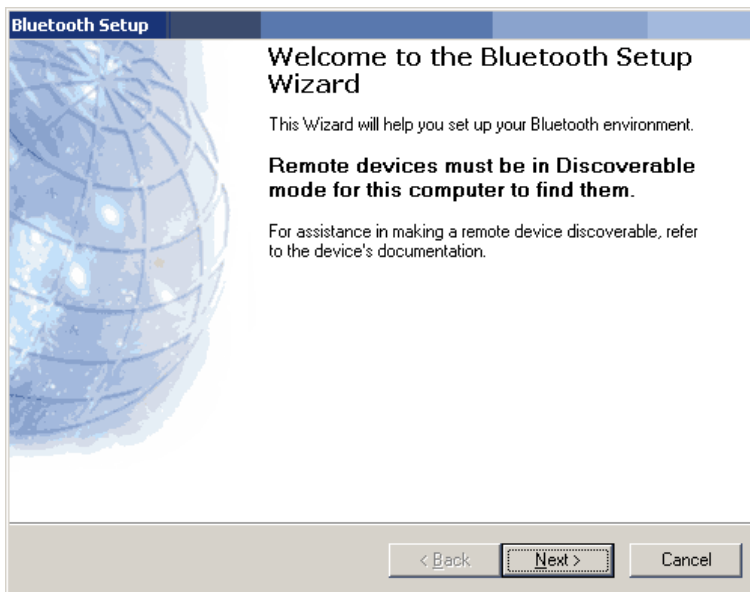 Bluetooth Setup
Welcome to the Bluetooth Setup
Wizard
This Wizard will help you set up your Bluetooth environment.
Remote devices must be in Discoverable
mode for this computer to find them.
For assistance in making a remote device discoverable, refer
to the device's documentation.
< Back
Next >
Cancel